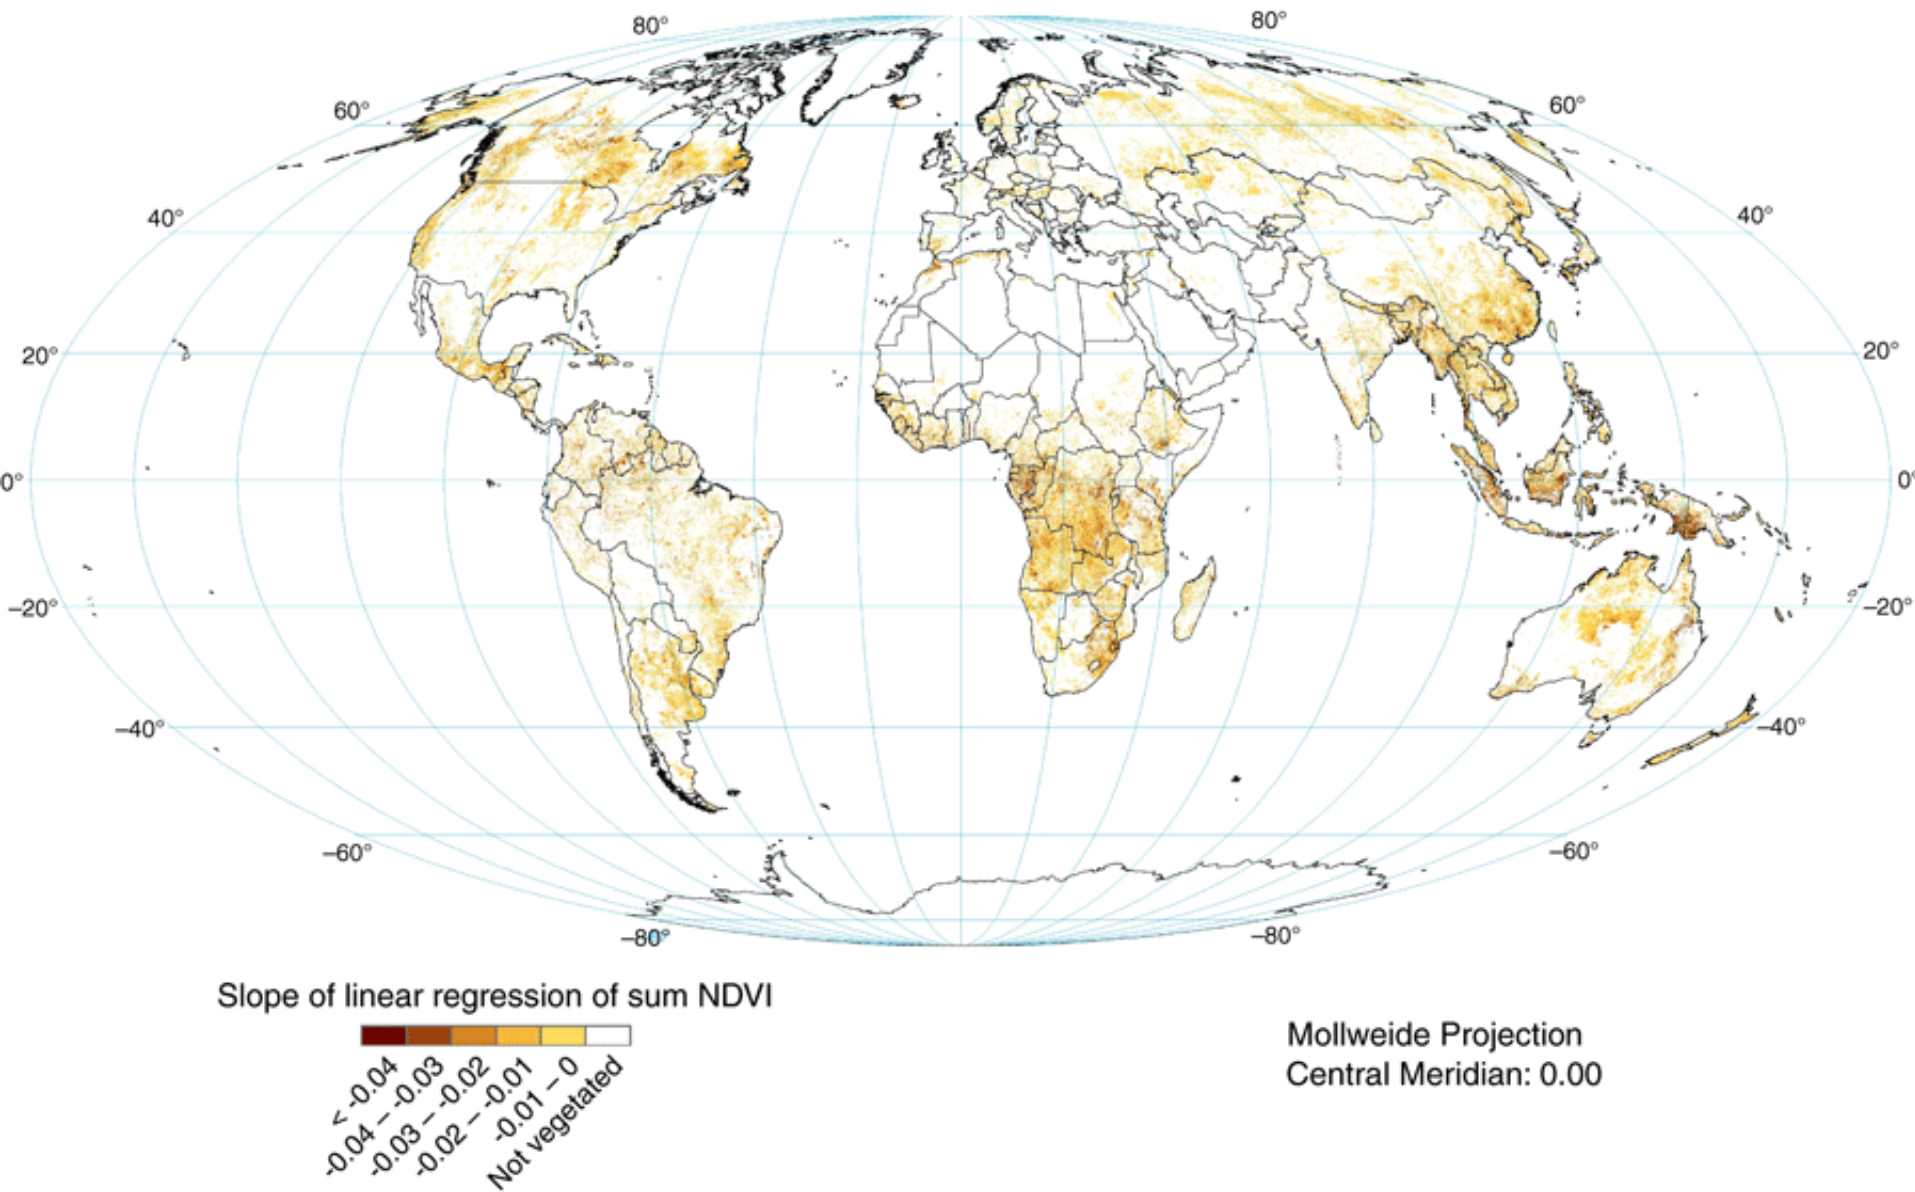 80° 80°
60° 60°
40° 40°
20° 20°
0° 0°
–20° –20°
–40° –40°
–60° –60°
–80° –80°
Slope of linear regression of sum NDVI
< -0.04
-0.04 – -0.03
-0.03 – -0.02
-0.02 – -0.01
-0.01 – 0
Not vegetated
Mollweide Projection
Central Meridian: 0.00